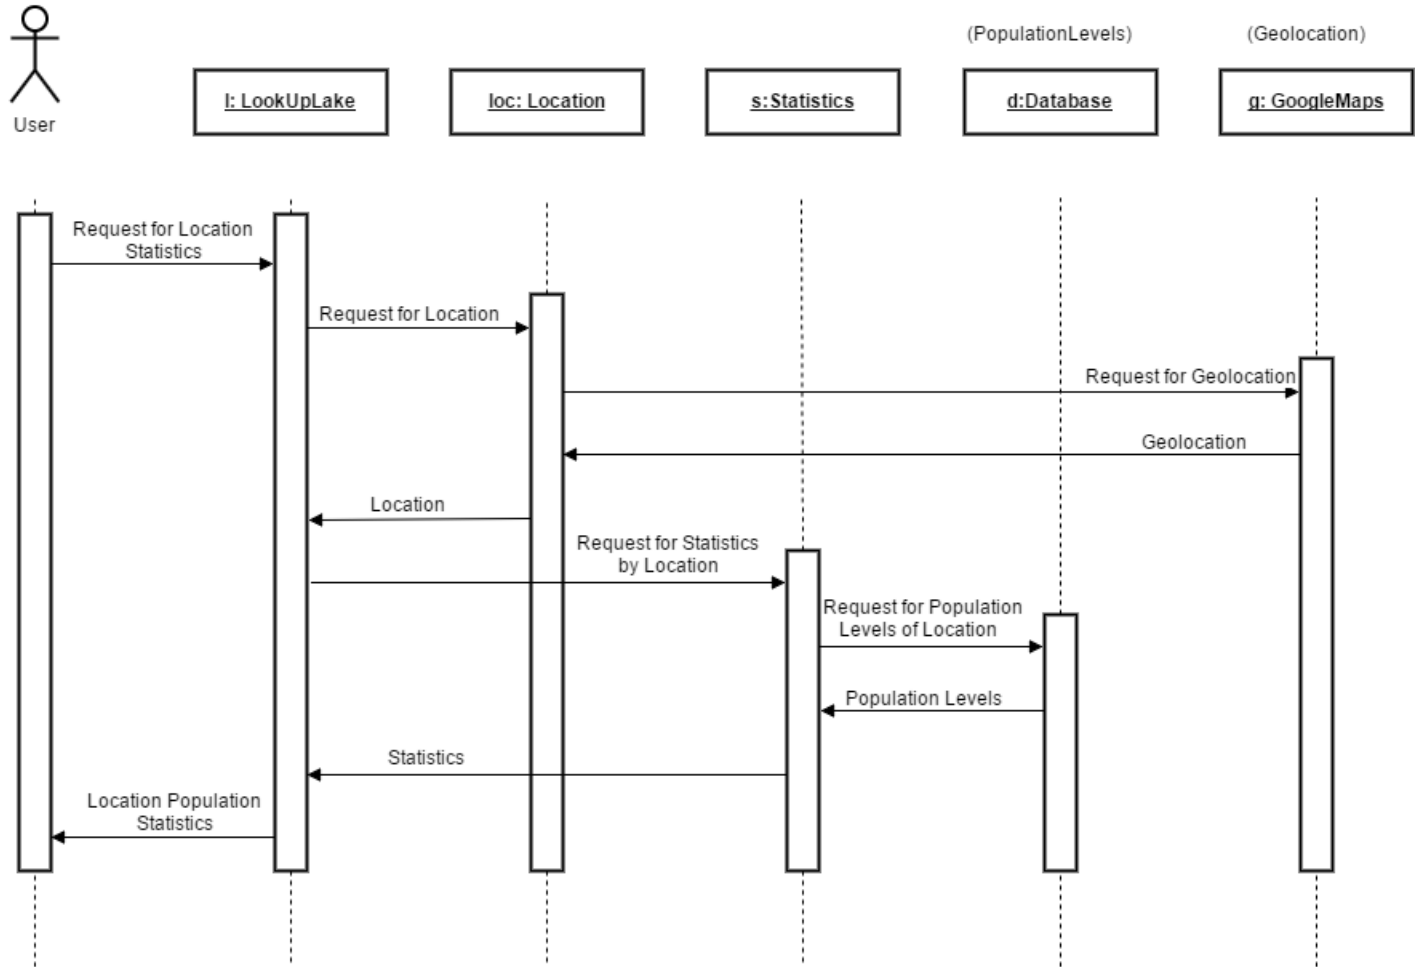 (PopulationLevels)
(Geolocation)
l: LookUpLake
loc: Location
s:Statistics
d:Database
g: GoogleMaps
User
Request for Location
Statistics
Request for Location
Request for Geolocation
Geolocation
Location
Request for Statistics
by Location
Request for Population
Levels of Location
Population Levels
Statistics
Location Population
Statistics